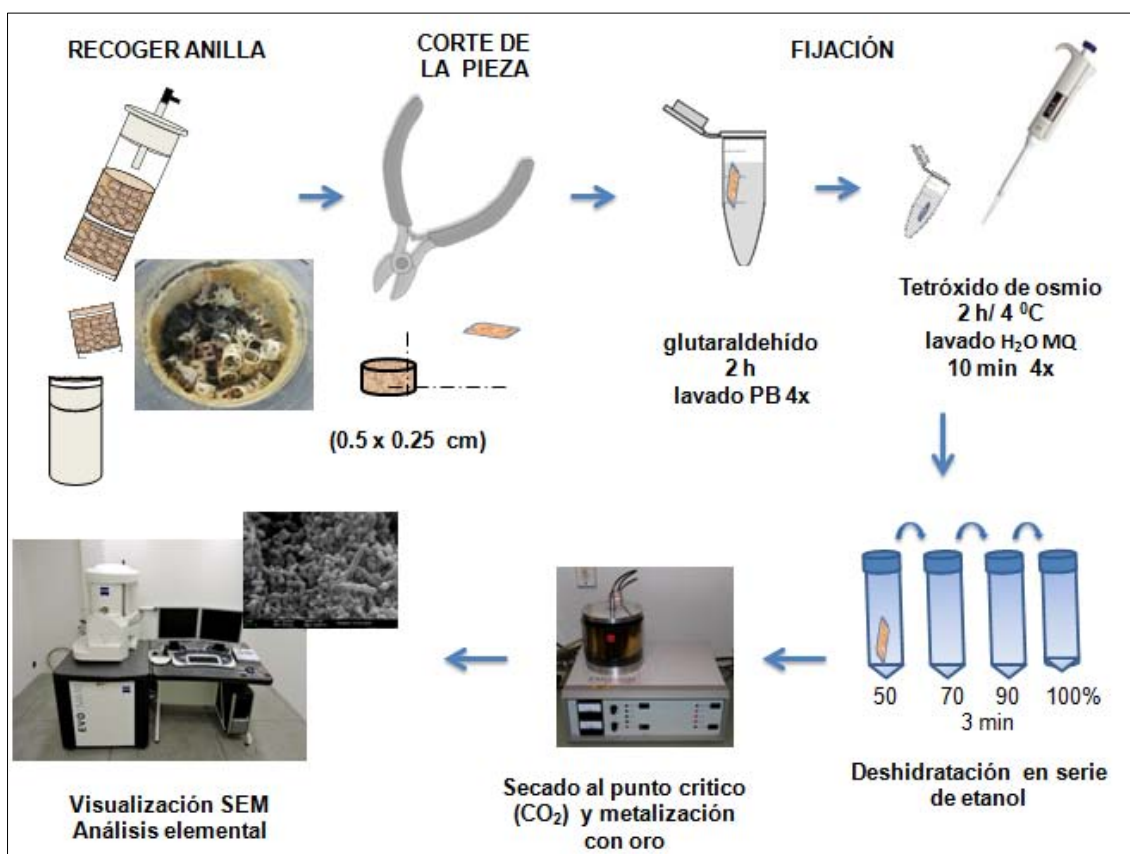 RECOGER ANILLA
CORTE DE
LA PIEZA
(0.5 x 0.25 cm)
FIJACIÓN
glutaraldehído
2 h
lavado PB 4x
Tetróxido de osmio
2 h/ 4 ⁰C
lavado H₂O MQ
10 min 4x
50 70 90 100%
3 min
Deshidratación en serie
de etanol
Secado al punto critico
(CO₂) y metalización
con oro
EVO
Visualización SEM
Análisis elemental